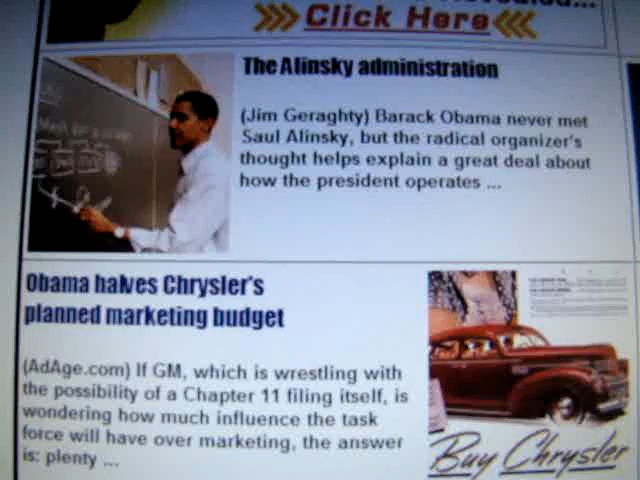 Click Here
The Alinsky administration
(Jim Geraghty) Barack Obama never met
Saul Alinsky, but the radical organizer's
thought helps explain a great deal about
how the president operates ...
Obama halves Chrysler's
planned marketing budget
(AdAge.com) If GM, which is wrestling with
the possibility of a Chapter 11 filing itself, is
wondering how much influence the task
force will have over marketing, the answer
is: plenty ...
Buy Chrysler